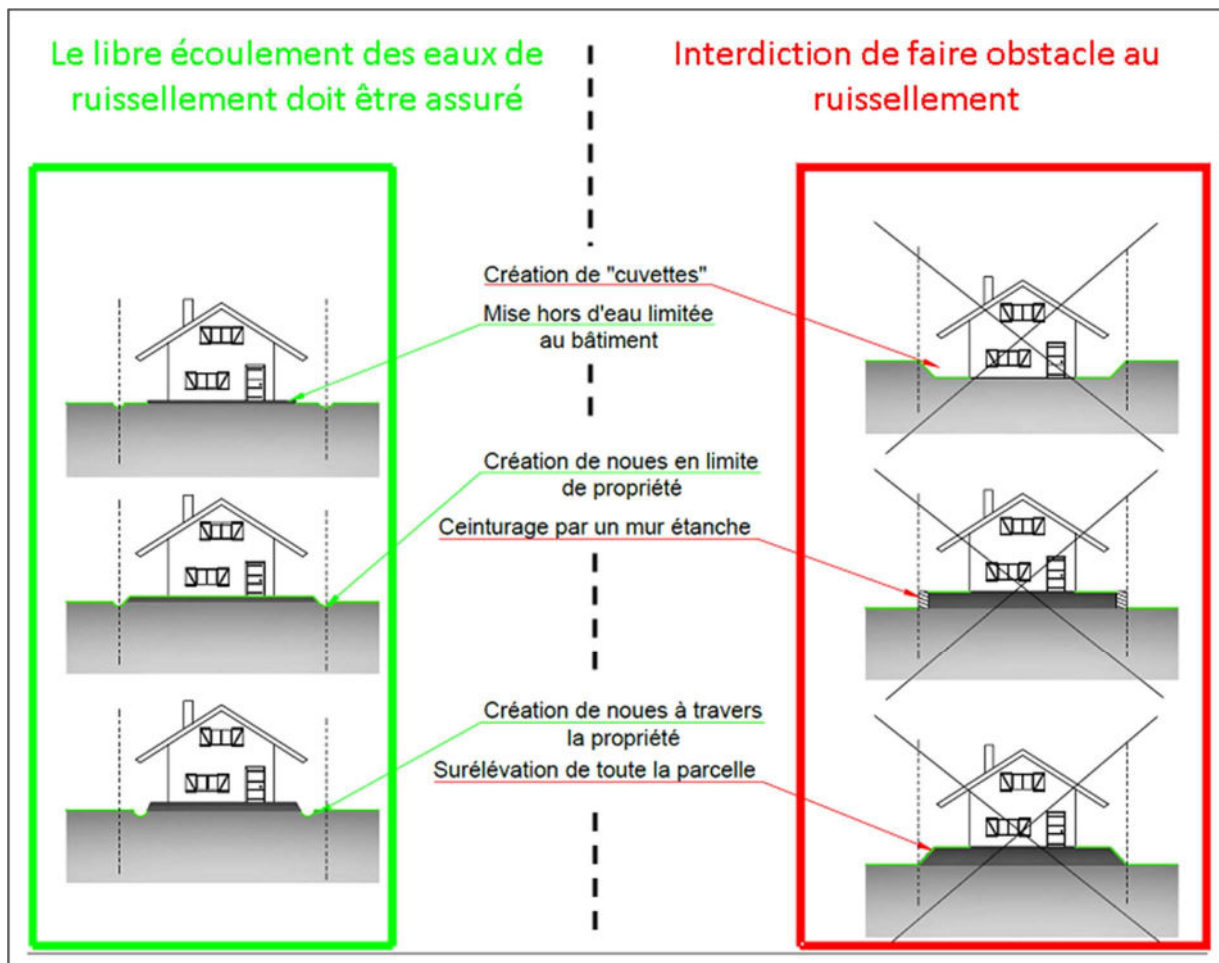 Le libre écoulement des eaux de
ruissellement doit être assuré
Interdiction de faire obstacle au
ruissellement
Création de "cuvettes"
Mise hors d'eau limitée
au bâtiment
Création de noues en limite
de propriété
Ceinturage par un mur étanche
Création de noues à travers
la propriété
Surélévation de toute la parcelle